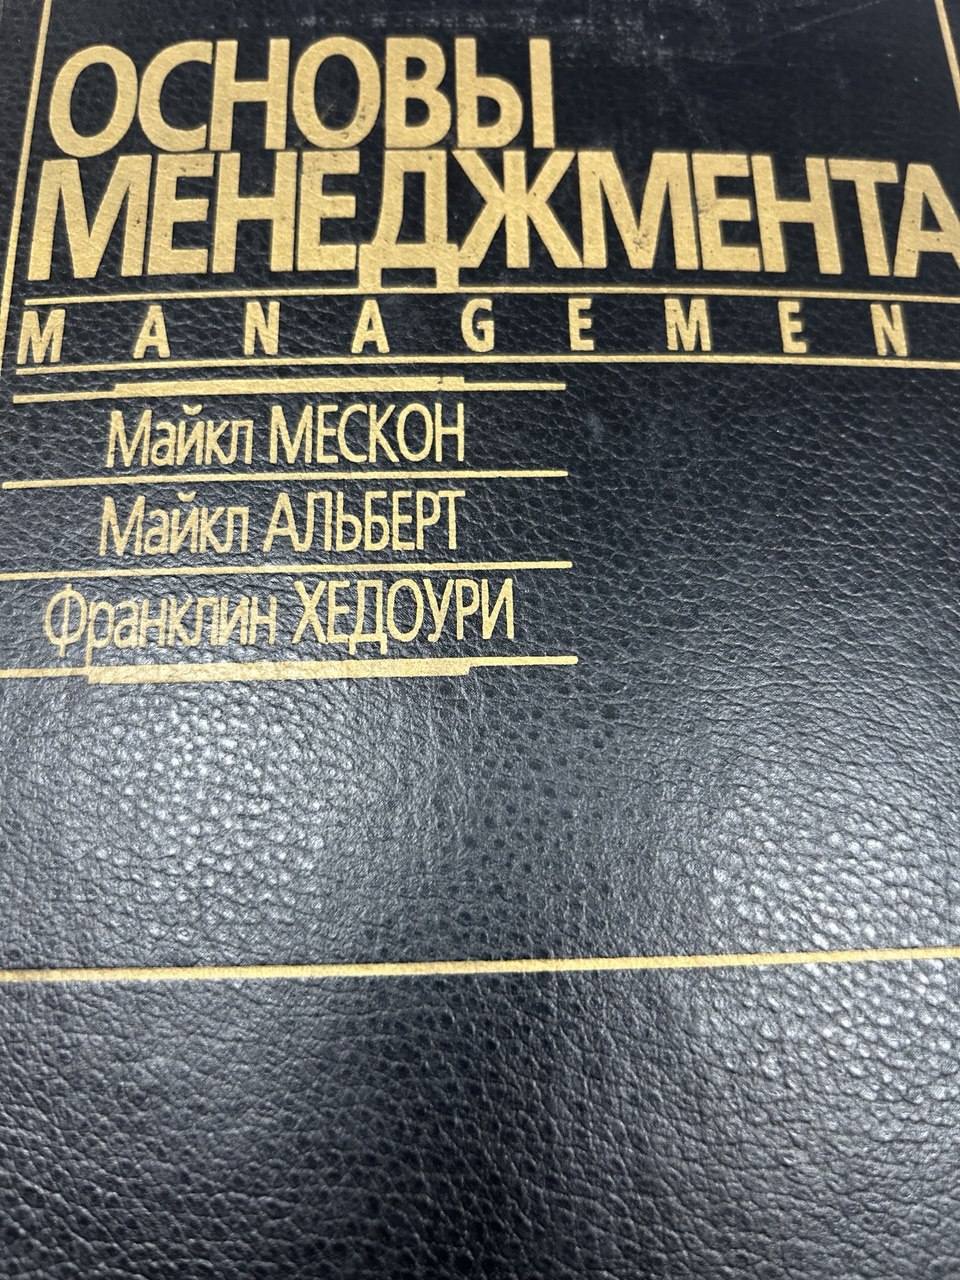 ОСНОВЫ
МЕНЕДЖМЕНТА
MANAGEMEN
Майкл МЕСКОН
Майкл АЛЬБЕРТ
Франклин ХЕДОУРИ